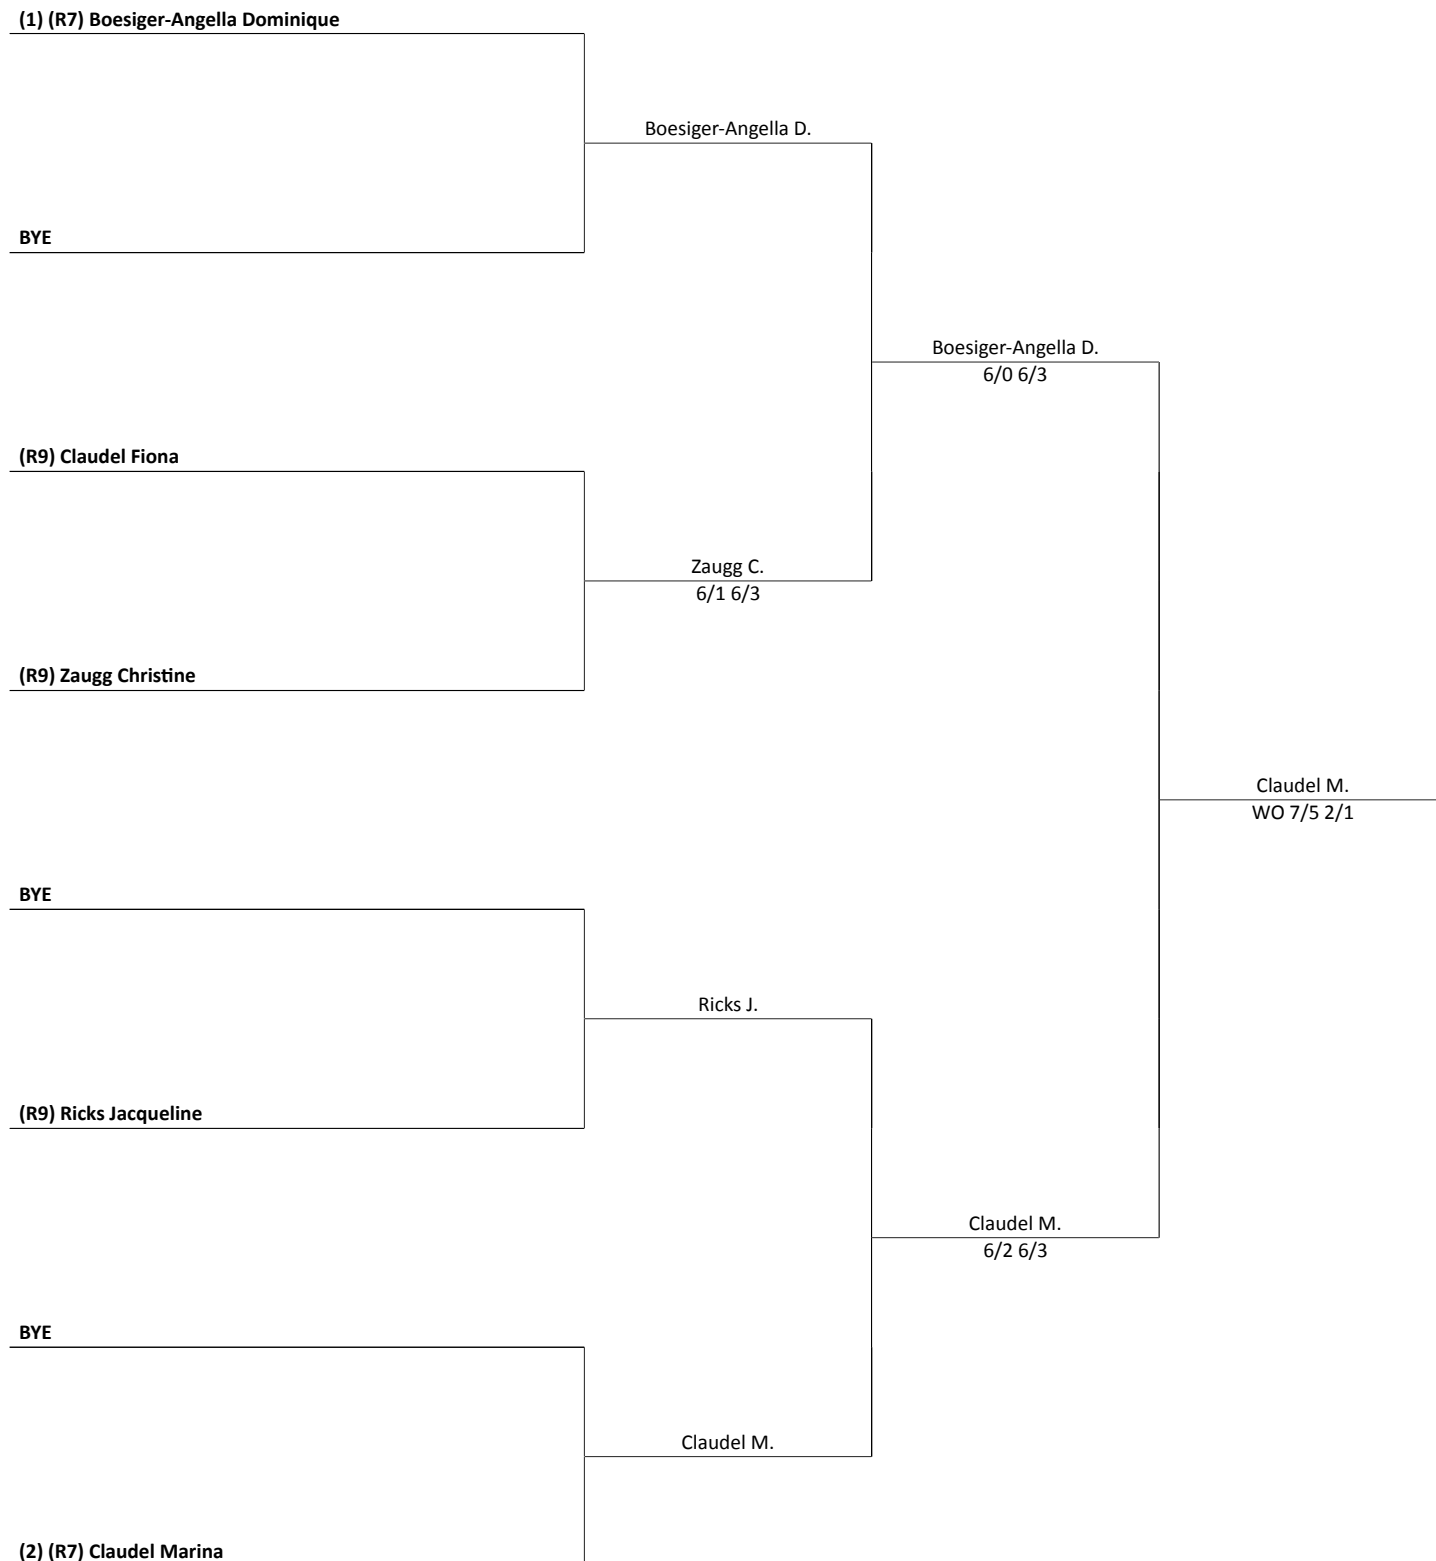 (1) (R7) Boesiger-Angella Dominique
Boesiger-Angella D.
BYE
Boesiger-Angella D.
6/0 6/3
(R9) Claudel Fiona
Zaugg C.
6/1 6/3
(R9) Zaugg Christine
Claudel M.
WO 7/5 2/1
BYE
Ricks J.
(R9) Ricks Jacqueline
Claudel M.
6/2 6/3
BYE
Claudel M.
(2) (R7) Claudel Marina